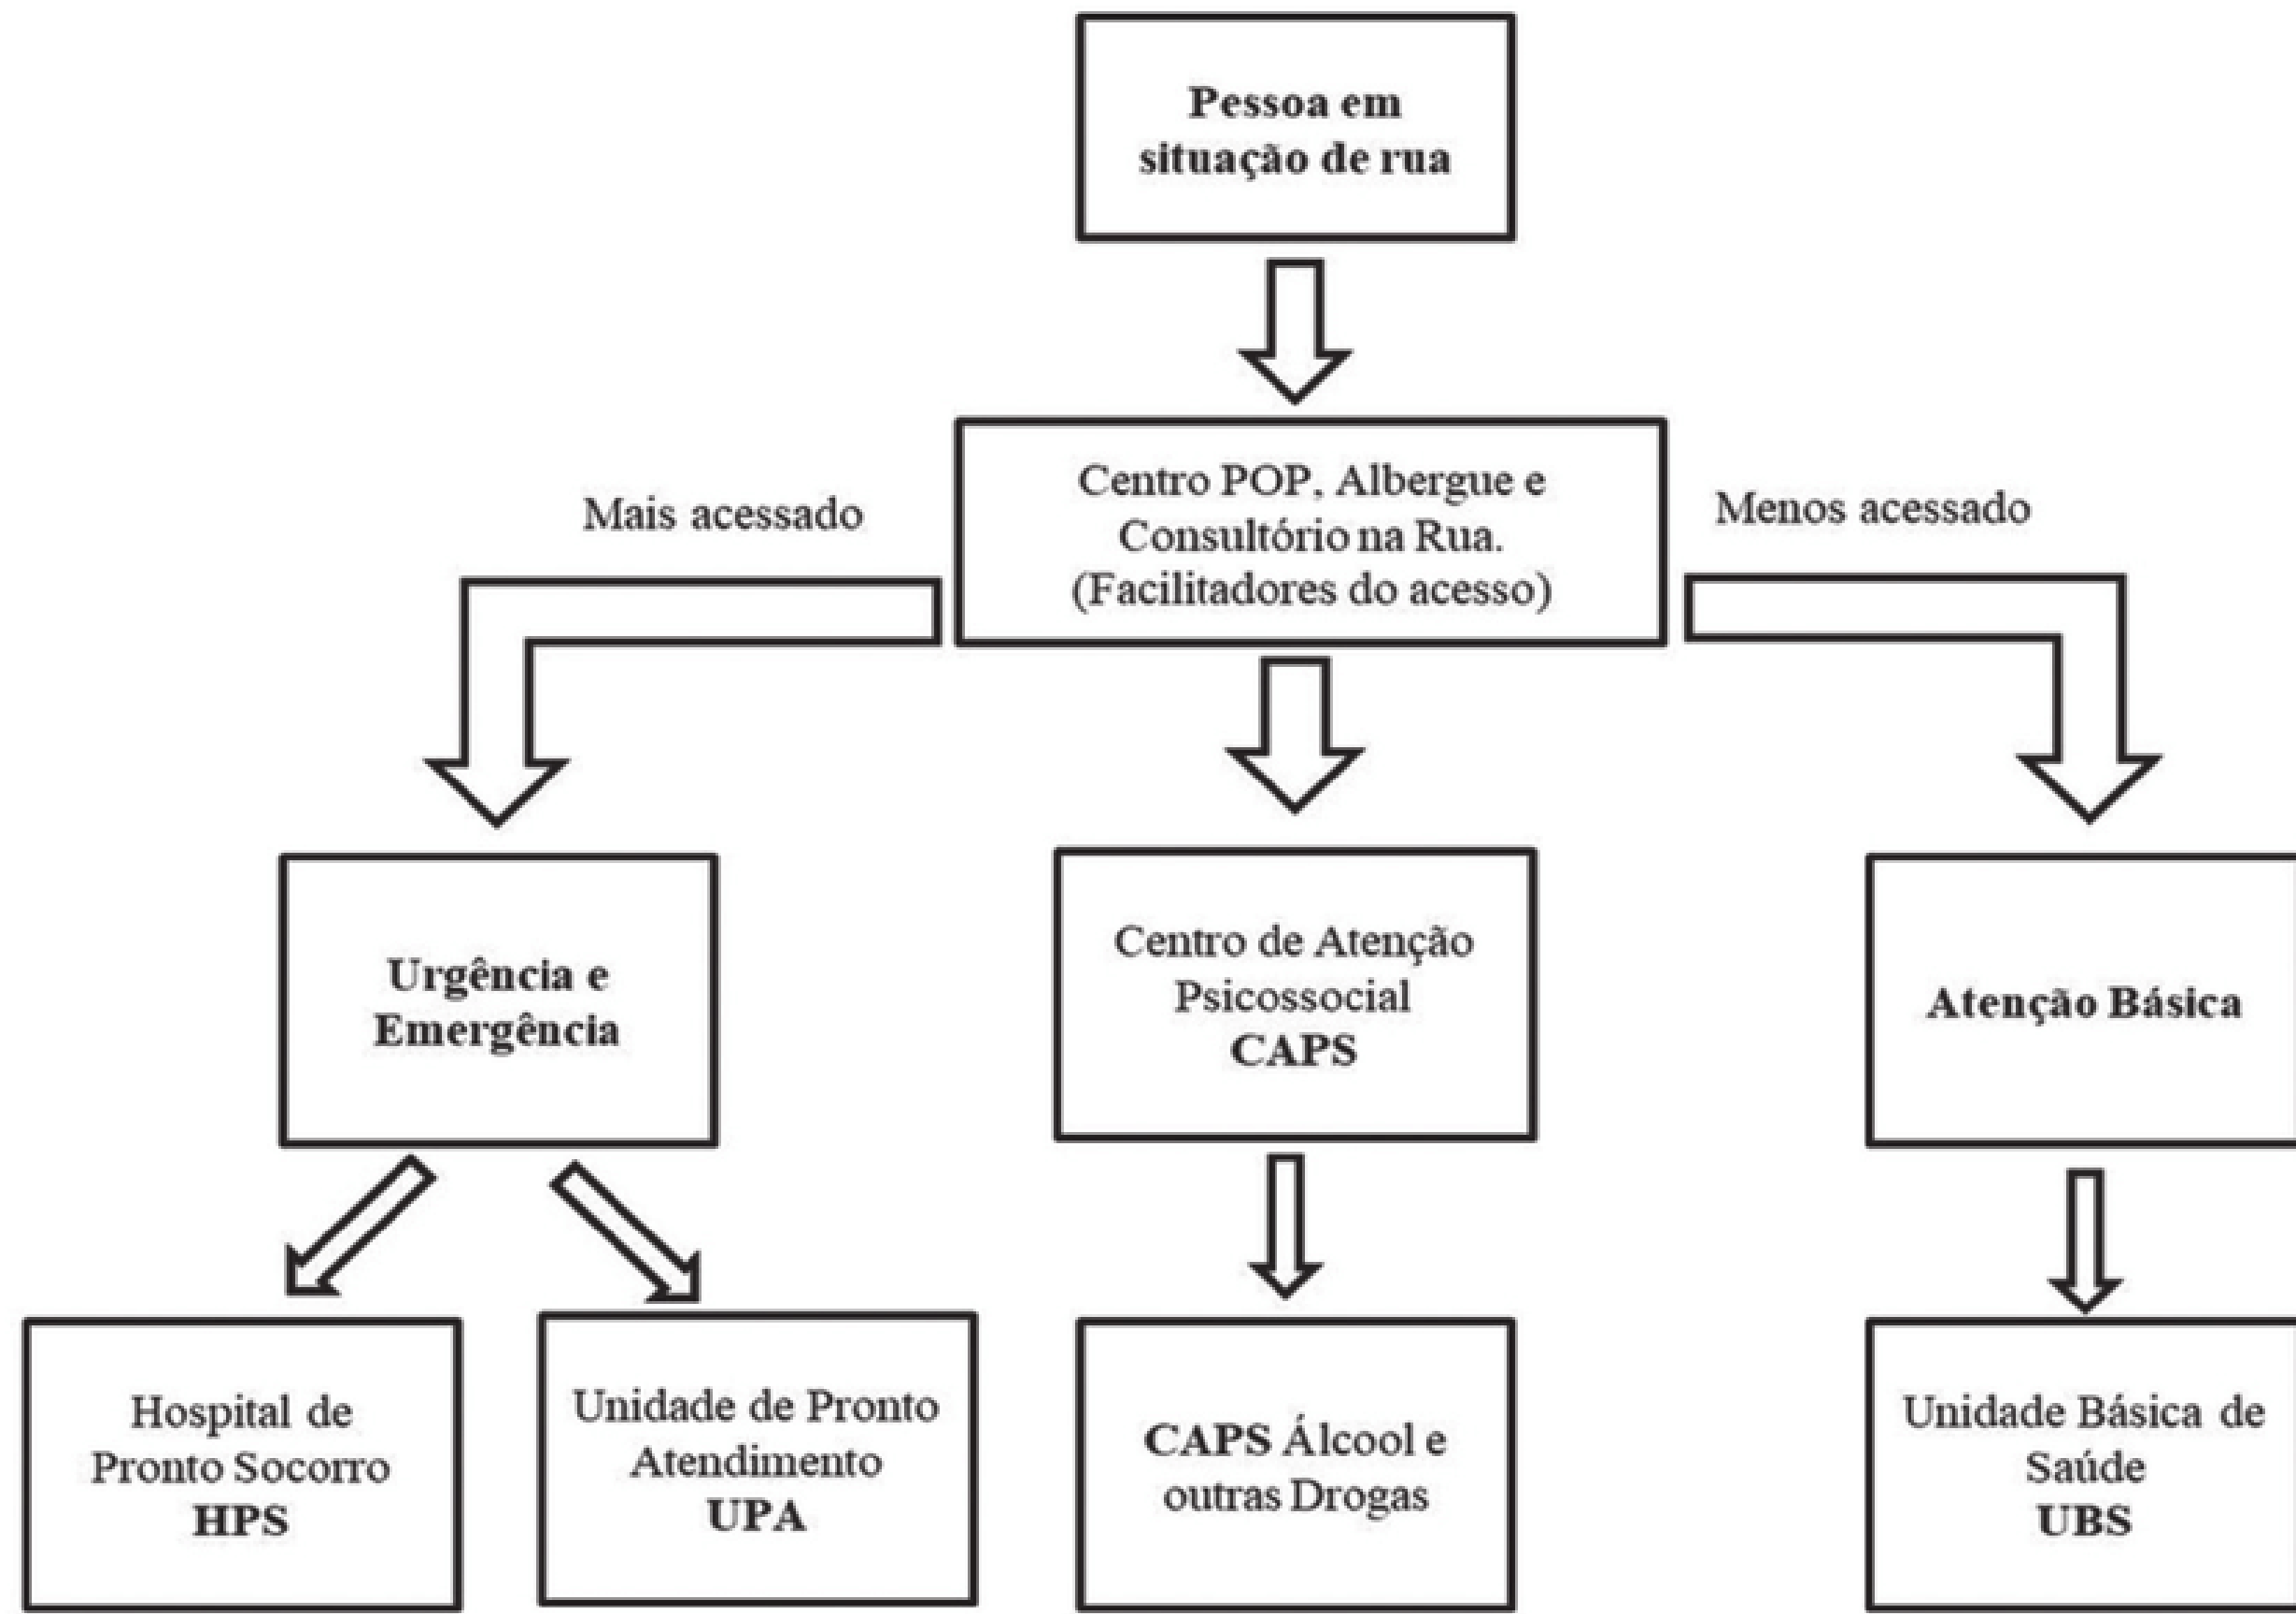 Pessoa em
situação de rua
Centro POP, Albergue e
Consultório na Rua.
(Facilitadores do acesso)
Mais acessado
Menos acessado
Urgência e
Emergência
Centro de Atenção
Psicossocial
CAPS
Atenção Básica
Hospital de
Pronto Socorro
HPS
Unidade de Pronto
Atendimento
UPA
CAPS Álcool e
outras Drogas
Unidade Básica de
Saúde
UBS